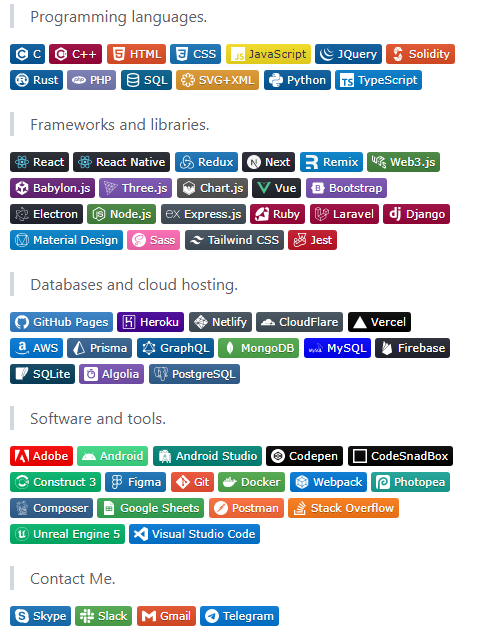 Programming languages.
C C++ HTML CSS JavaScript JQuery Solidity
Rust PHP SQL SVG+XML Python TypeScript
Frameworks and libraries.
React React Native Redux Next Remix Web3.js
Babylon.js Three.js Chart.js Vue Bootstrap
Electron Node.js Express.js Ruby Laravel Django
Material Design Sass Tailwind CSS Jest
Databases and cloud hosting.
GitHub Pages Heroku Netlify CloudFlare Vercel
AWS Prisma GraphQL MongoDB MySQL Firebase
SQLite Algolia PostgreSQL
Software and tools.
Adobe Android Android Studio Codepen CodeSnadBox
Construct 3 Figma Git Docker Webpack Photopea
Composer Google Sheets Postman Stack Overflow
Unreal Engine 5 Visual Studio Code
Contact Me.
Skype Slack Gmail Telegram